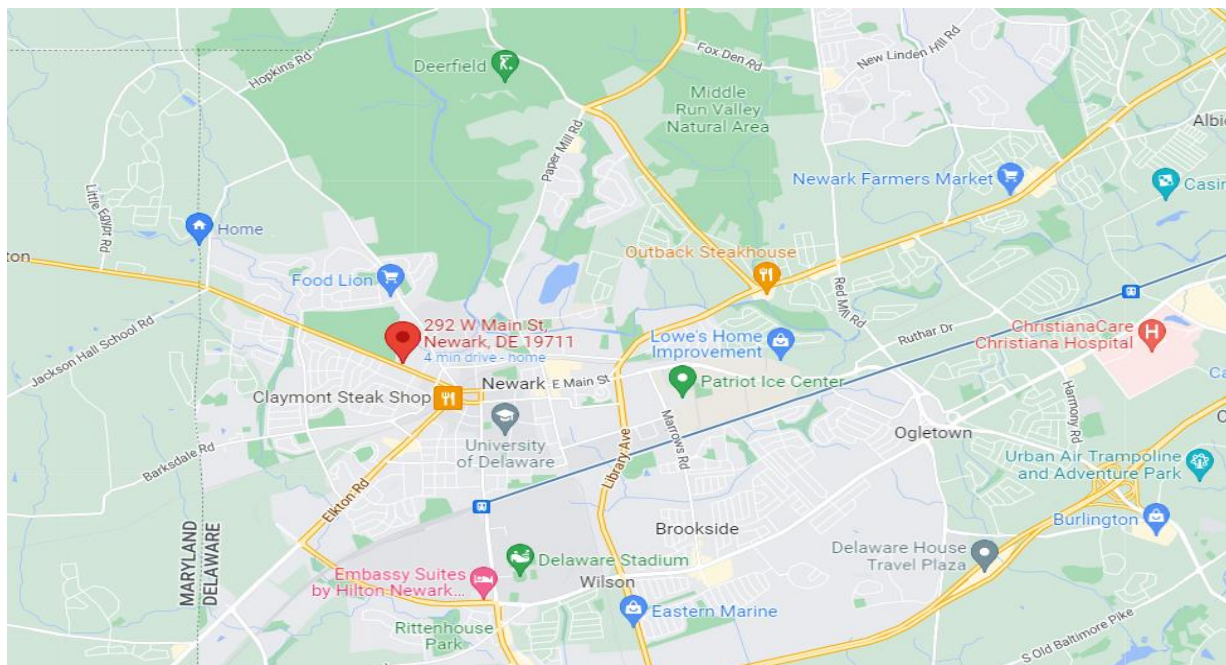 Hopkins Rd
Deerfield
Fox Den Rd
New Linden Hill Rd
Middle
Run Valley
Natural Area
Albi
Paper Mill Rd
Newark Farmers Market
Casin
Little Egypt Rd
Home
ton
Outback Steakhouse
Food Lion
Red Mill Rd
292 W Main St,
Newark, DE 19711
4 min drive - home
Jackson Hall School Rd
Lowe's Home
Improvement
Ruthar Dr
ChristianaCare
Christiana Hospital
Ca
Newark
E Main St
Patriot Ice Center
Claymont Steak Shop
Harmony Rd
University
of Delaware
Marrows Rd
Ogletown
C
Barksdale Rd
Library Ave
Urban Air Trampoline
and Adventure Park
Elkton Rd
Brookside
Burlington
MARYLAND
DELAWARE
Delaware Stadium
Delaware House
Travel Plaza
Embassy Suites
by Hilton Newark...
Wilson
Eastern Marine
Rittenhouse
Park
S Old Baltimore Pike